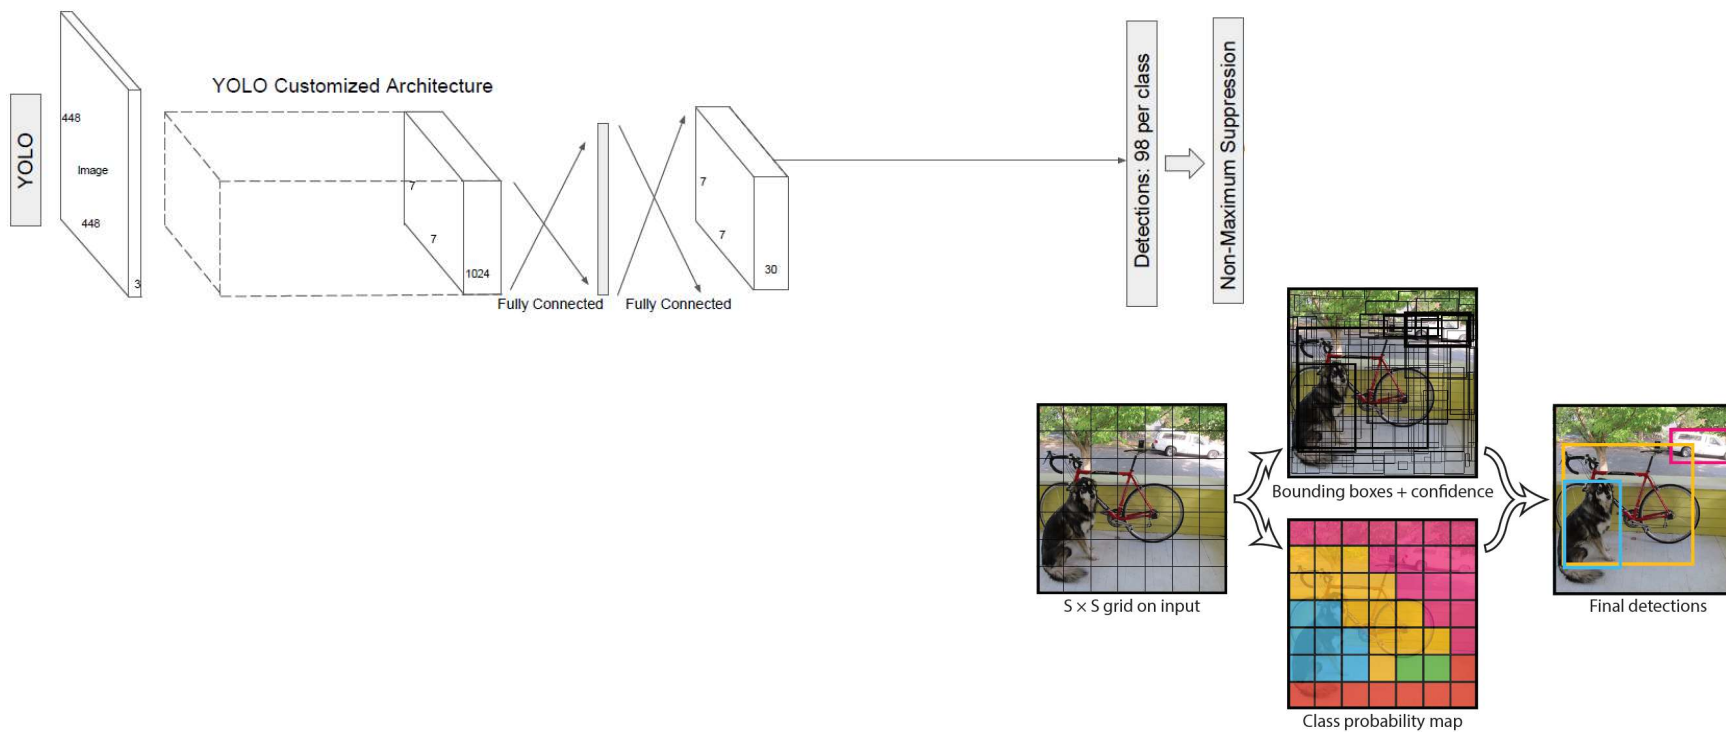 YOLO
448
Image
448
3
YOLO Customized Architecture
7
7
1024
Fully Connected
Fully Connected
7
7
30
Detections: 98 per class
Non-Maximum Suppression
S × S grid on input
Bounding boxes + confidence
Class probability map
Final detections